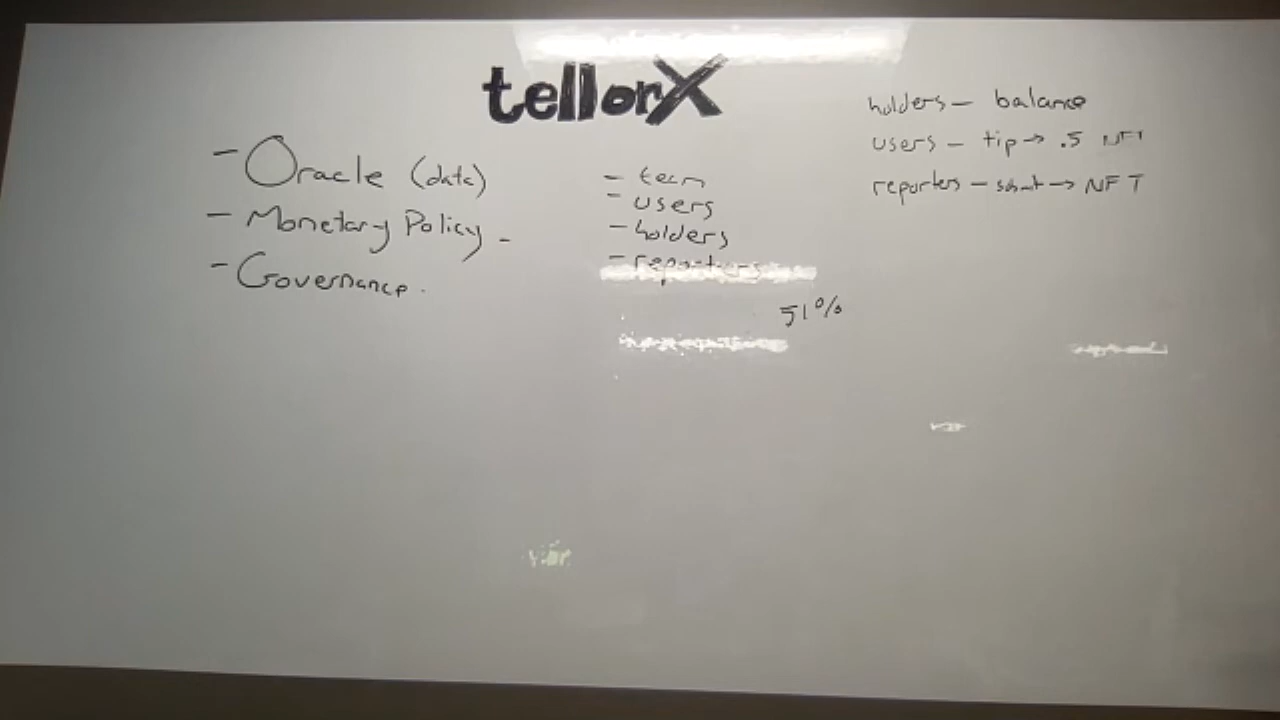 tellorX
- Oracle (data)
- Monetary Policy -
- Governance.
- team
- users
- holders
- reporters
51%
holders - balance
users - tip → .5 NFT
reporters - submit → NFT